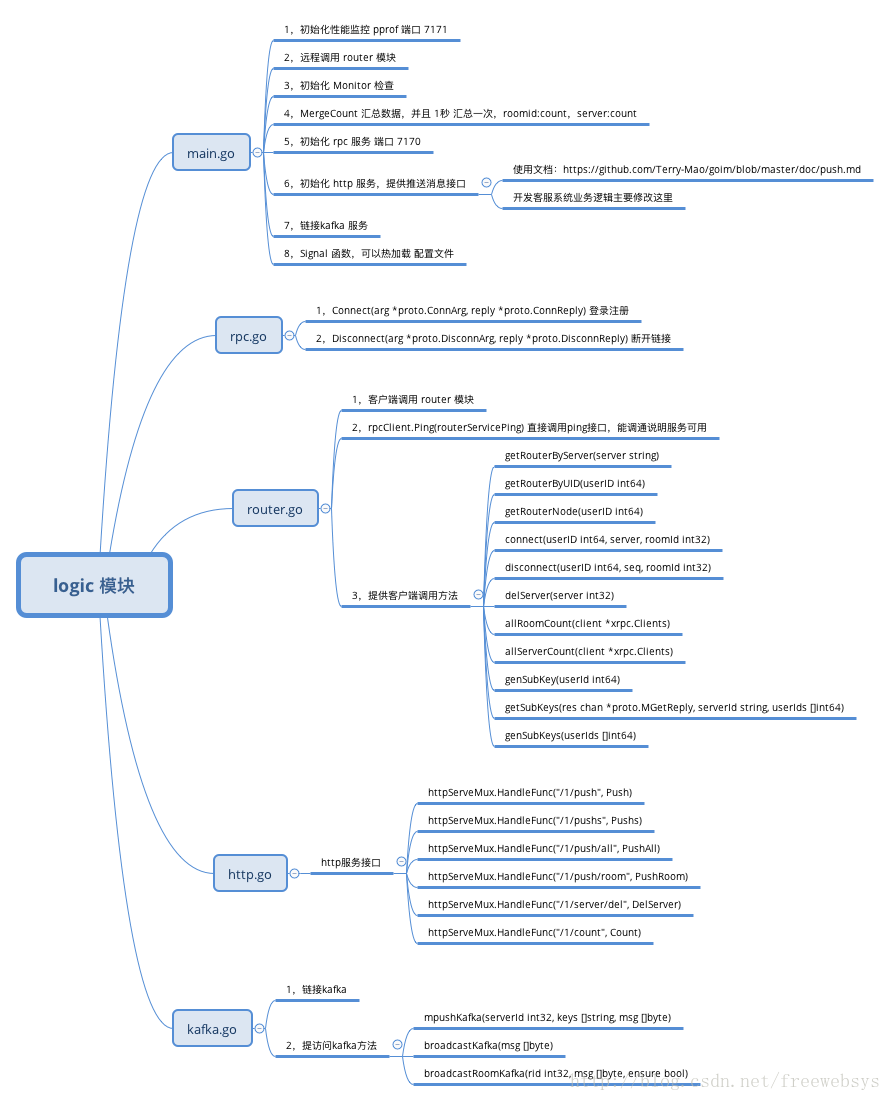 logic 模块
main.go
1，初始化性能监控 pprof 端口 7171
2，远程调用 router 模块
3，初始化 Monitor 检查
4，MergeCount 汇总数据，并且 1秒 汇总一次，roomid:count，server:count
5，初始化 rpc 服务 端口 7170
6，初始化 http 服务，提供推送消息接口
使用文档：https://github.com/Terry-Mao/goim/blob/master/doc/push.md
开发客服系统业务逻辑主要修改这里
7，链接kafka 服务
8，Signal 函数，可以热加载 配置文件
rpc.go
1，Connect(arg *proto.ConnArg, reply *proto.ConnReply) 登录注册
2，Disconnect(arg *proto.DisconnArg, reply *proto.DisconnReply) 断开链接
router.go
1，客户端调用 router 模块
2，rpcClient.Ping(routerServicePing) 直接调用ping接口，能调通说明服务可用
3，提供客户端调用方法
getRouterByServer(server string)
getRouterByUID(userID int64)
getRouterNode(userID int64)
connect(userID int64, server, roomId int32)
disconnect(userID int64, seq, roomId int32)
delServer(server int32)
allRoomCount(client *xrpc.Clients)
allServerCount(client *xrpc.Clients)
genSubKey(userId int64)
getSubKeys(res chan *proto.MGetReply, serverId string, userIds []int64)
genSubKeys(userIds []int64)
http.go
http服务接口
httpServeMux.HandleFunc("/1/push", Push)
httpServeMux.HandleFunc("/1/pushs", Pushs)
httpServeMux.HandleFunc("/1/push/all", PushAll)
httpServeMux.HandleFunc("/1/push/room", PushRoom)
httpServeMux.HandleFunc("/1/server/del", DelServer)
httpServeMux.HandleFunc("/1/count", Count)
kafka.go
1，链接kafka
2，提访问kafka方法
mpushKafka(serverId int32, keys []string, msg []byte)
broadcastKafka(msg []byte)
broadcastRoomKafka(rid int32, msg []byte, ensure bool)
http://blog.csdn.net/freewebsys